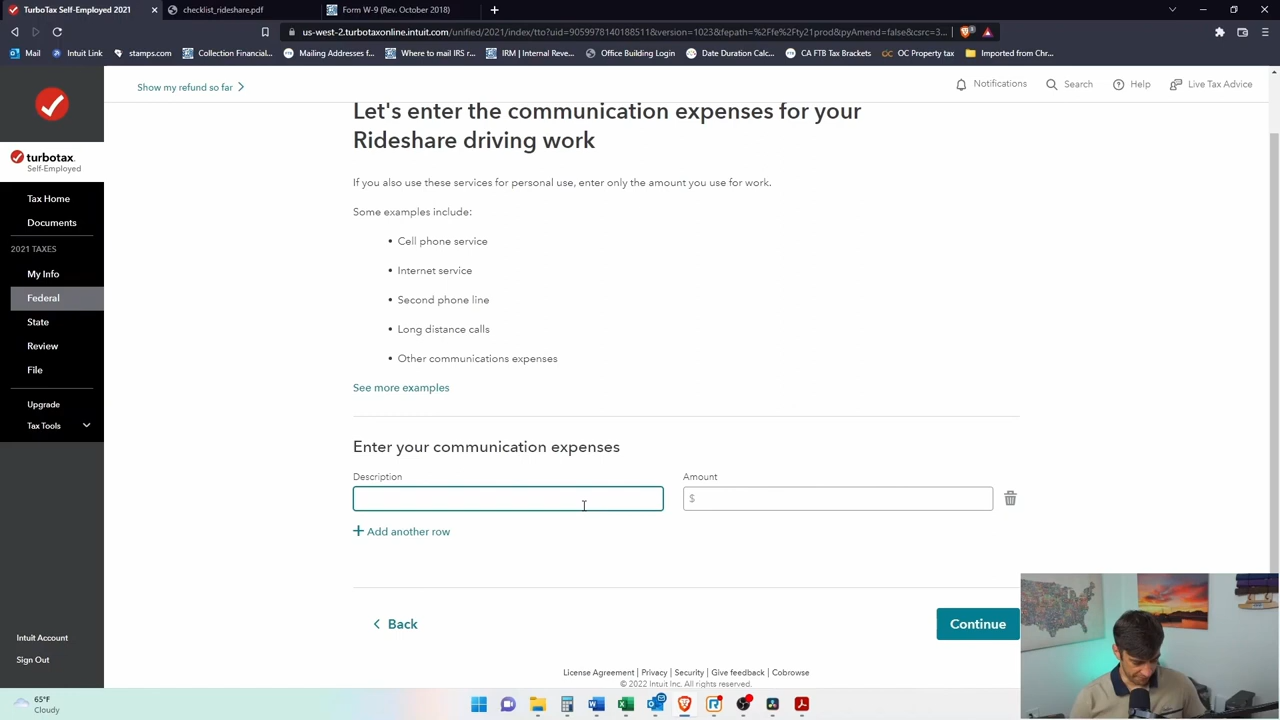 TurboTax Self-Employed 2021
checklist_rideshare.pdf
Form W-9 (Rev. October 2018)
us-west-2.turbotaxonline.intuit.com/unified/2021/index/tto?uid=9059978140188511&version=1023&fepath=%2Ffe%2Fty21prod&pyAmend=false&csrc=3...
Mail
Intuit Link
stamps.com
Collection Financial...
Mailing Addresses f...
Where to mail IRS r...
IRM | Internal Reve...
Office Building Login
Date Duration Calc...
CA FTB Tax Brackets
OC Property tax
Imported from Chr...
Show my refund so far
Notifications
Search
Help
Live Tax Advice
turbotax
Self-Employed
Tax Home
Documents
2021 TAXES
My Info
Federal
State
Review
File
Upgrade
Tax Tools
Intuit Account
Sign Out
Let's enter the communication expenses for your
Rideshare driving work
If you also use these services for personal use, enter only the amount you use for work.
Some examples include:
• Cell phone service
• Internet service
• Second phone line
• Long distance calls
• Other communications expenses
See more examples
Enter your communication expenses
Description
Amount
$
+ Add another row
Back
Continue
License Agreement | Privacy | Security | Give feedback | Cobrowse
© 2022 Intuit Inc. All rights reserved.
65°F
Cloudy